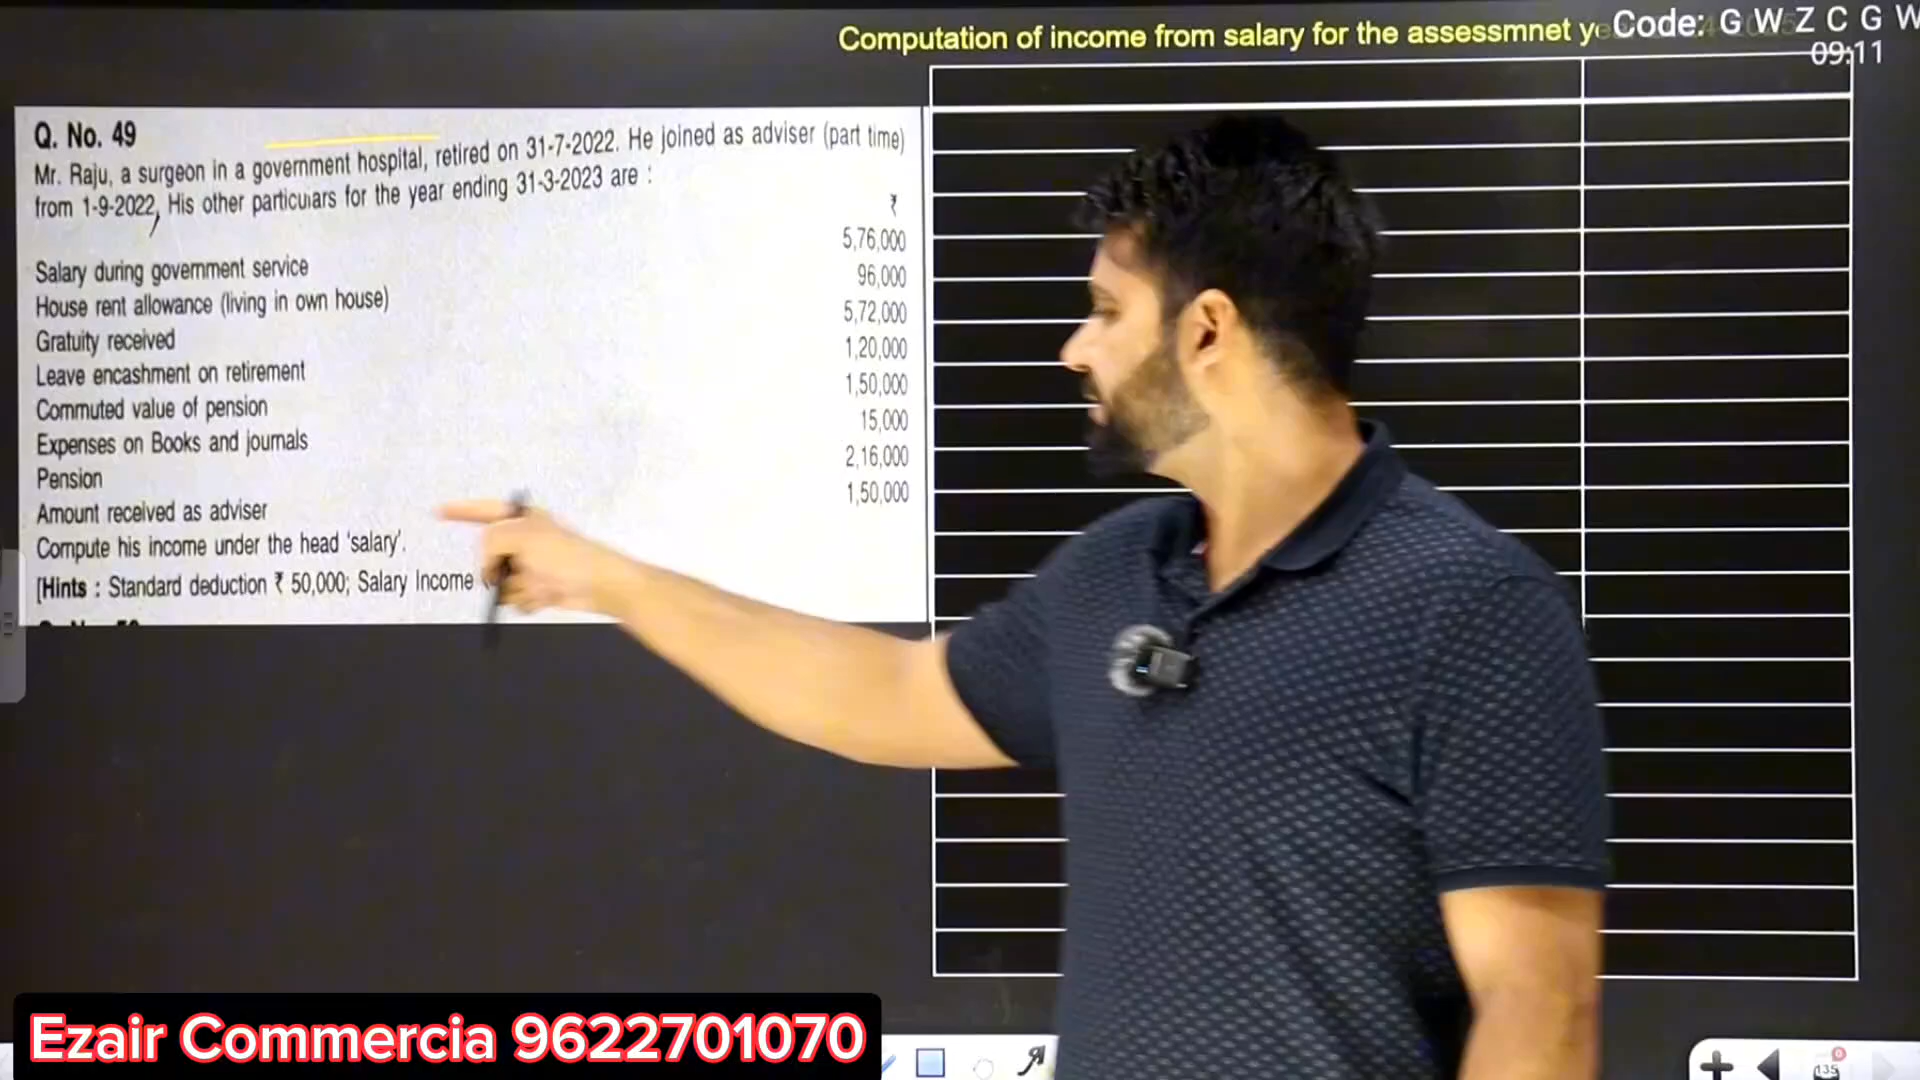 Computation of income from salary for the assessmnet
Code: G W Z C G W
09:11
Q. No. 49
Mr. Raju, a surgeon in a government hospital, retired on 31-7-2022. He joined as adviser (part time)
from 1-9-2022, His other particulars for the year ending 31-3-2023 are :
₹
Salary during government service 5,76,000
House rent allowance (living in own house) 96,000
Gratuity received 5,72,000
Leave encashment on retirement 1,20,000
Commuted value of pension 1,50,000
Expenses on Books and journals 15,000
Pension 2,16,000
Amount received as adviser 1,50,000
Compute his income under the head 'salary'.
[Hints : Standard deduction ₹ 50,000; Salary Income
Ezair Commercia 9622701070
135